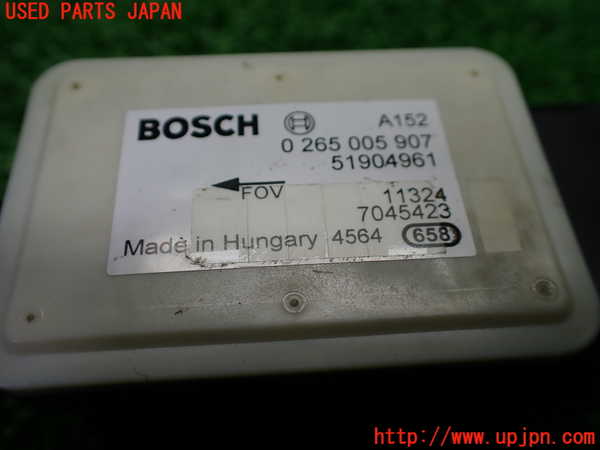 USED PARTS JAPAN
BOSCH A152
0 265 005 907
51904961
FOV 11324
7045423
Made in Hungary 4564 658
http://www.upjpn.com/